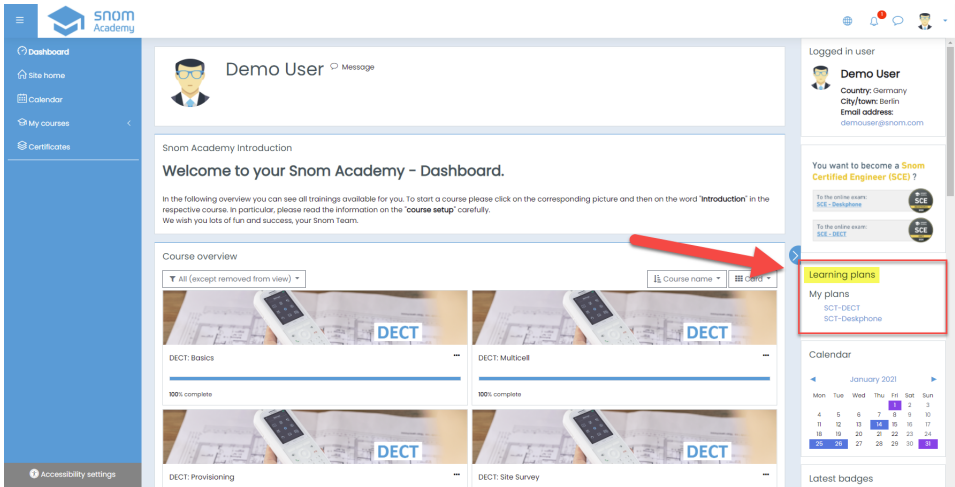 snom
Academy
1
Dashboard
Site home
Calendar
My courses
Certificates
Accessibility settings
Demo User Message
Snom Academy Introduction
Welcome to your Snom Academy - Dashboard.
In the following overview you can see all trainings available for you. To start a course please click on the corresponding picture and then on the word "Introduction" in the
respective course. In particular, please read the information on the "course setup" carefully.
We wish you lots of fun and success, your Snom Team.
Course overview
All (except removed from view)
Course name
Card
DECT
DECT
DECT: Basics
DECT: Multicell
100% complete
100% complete
DECT
DECT
DECT: Provisioning
DECT: Site Survey
Logged in user
Demo User
Country: Germany
City/town: Berlin
Email address:
demouser@snom.com
You want to become a Snom
Certified Engineer (SCE) ?
To the online exam:
SCE - Deskphone
SCE
To the online exam:
SCE - DECT
SCE
Learning plans
My plans
SCT-DECT
SCT-Deskphone
Calendar
◄ January 2021 ►
Mon Tue Wed Thu Fri Sat Sun
1 2 3
4 5 6 7 8 9 10
11 12 13 14 15 16 17
18 19 20 21 22 23 24
25 26 27 28 29 30 31
Latest badges